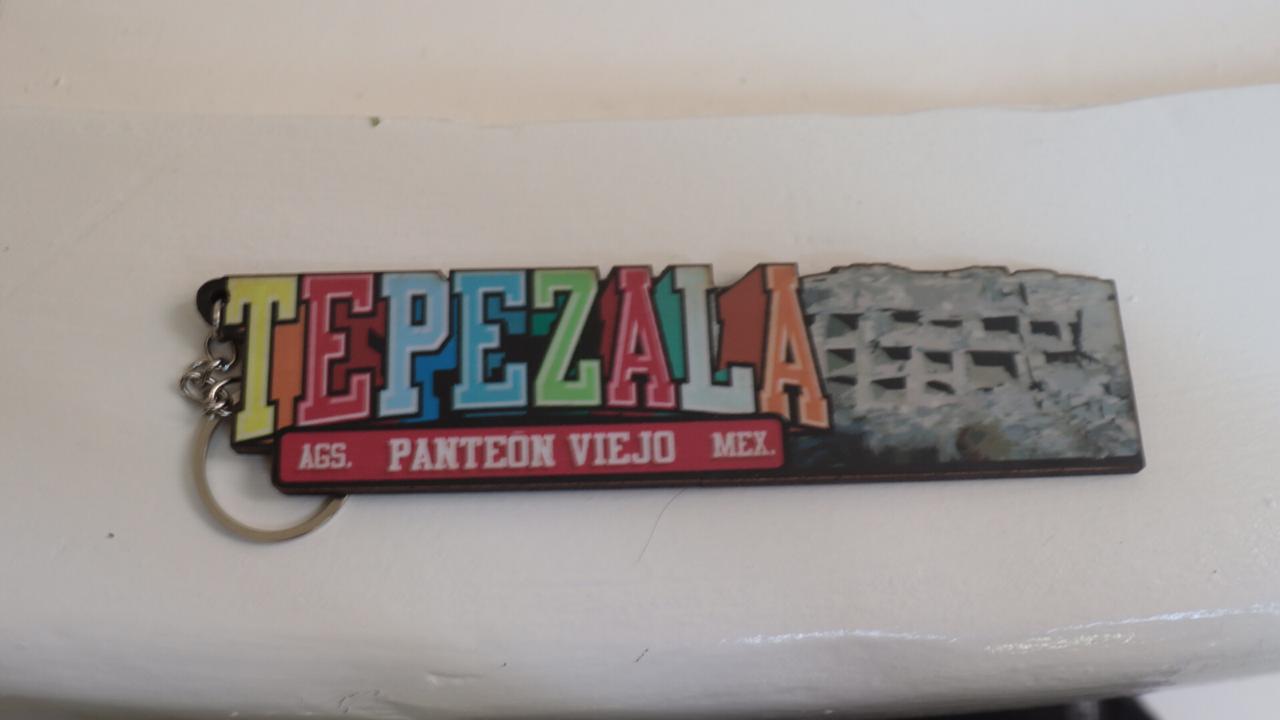 TEPEZALA
AGS. PANTEÓN VIEJO MEX.